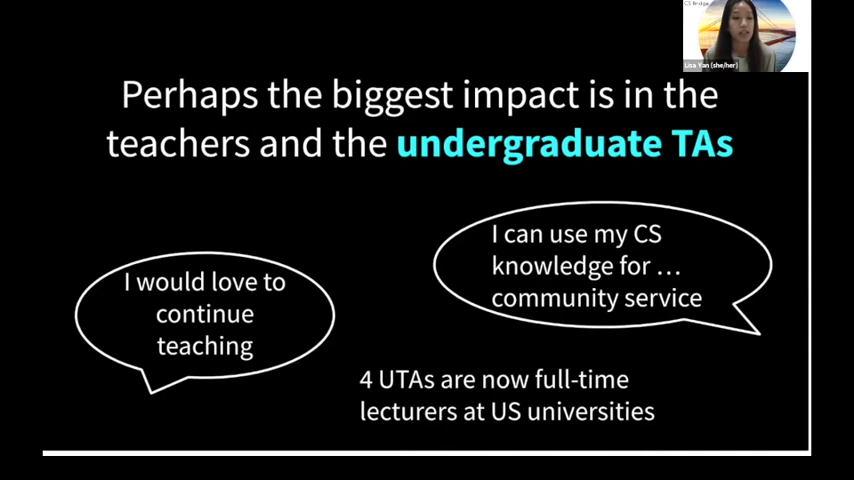 CS Bridge
Lisa Yan (she/her)
Perhaps the biggest impact is in the
teachers and the undergraduate TAs
I can use my CS
knowledge for …
community service
I would love to
continue
teaching
4 UTAs are now full-time
lecturers at US universities